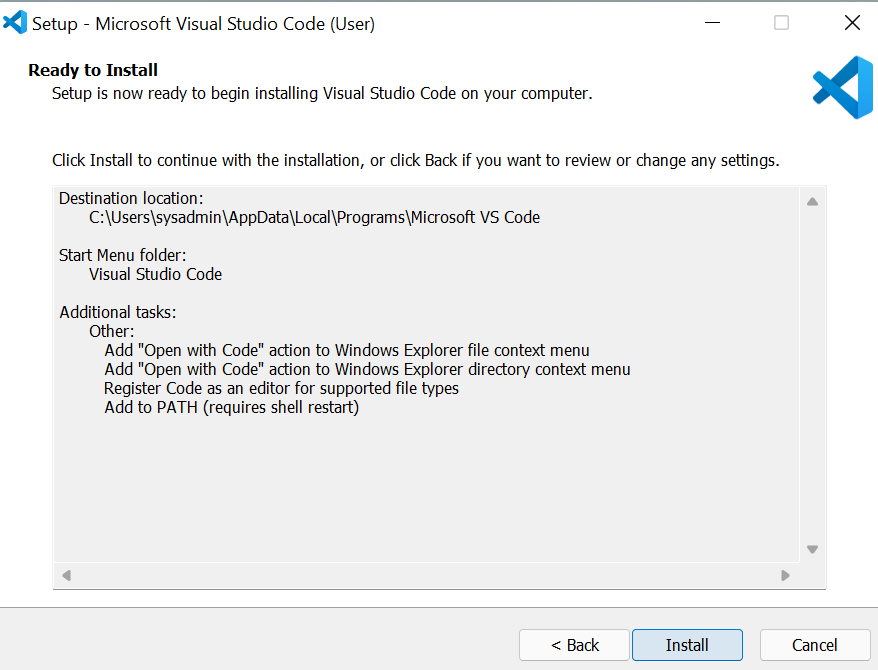 Setup - Microsoft Visual Studio Code (User)
Ready to Install
Setup is now ready to begin installing Visual Studio Code on your computer.
Click Install to continue with the installation, or click Back if you want to review or change any settings.
Destination location:
C:\Users\sysadmin\AppData\Local\Programs\Microsoft VS Code
Start Menu folder:
Visual Studio Code
Additional tasks:
Other:
Add "Open with Code" action to Windows Explorer file context menu
Add "Open with Code" action to Windows Explorer directory context menu
Register Code as an editor for supported file types
Add to PATH (requires shell restart)
< Back Install Cancel